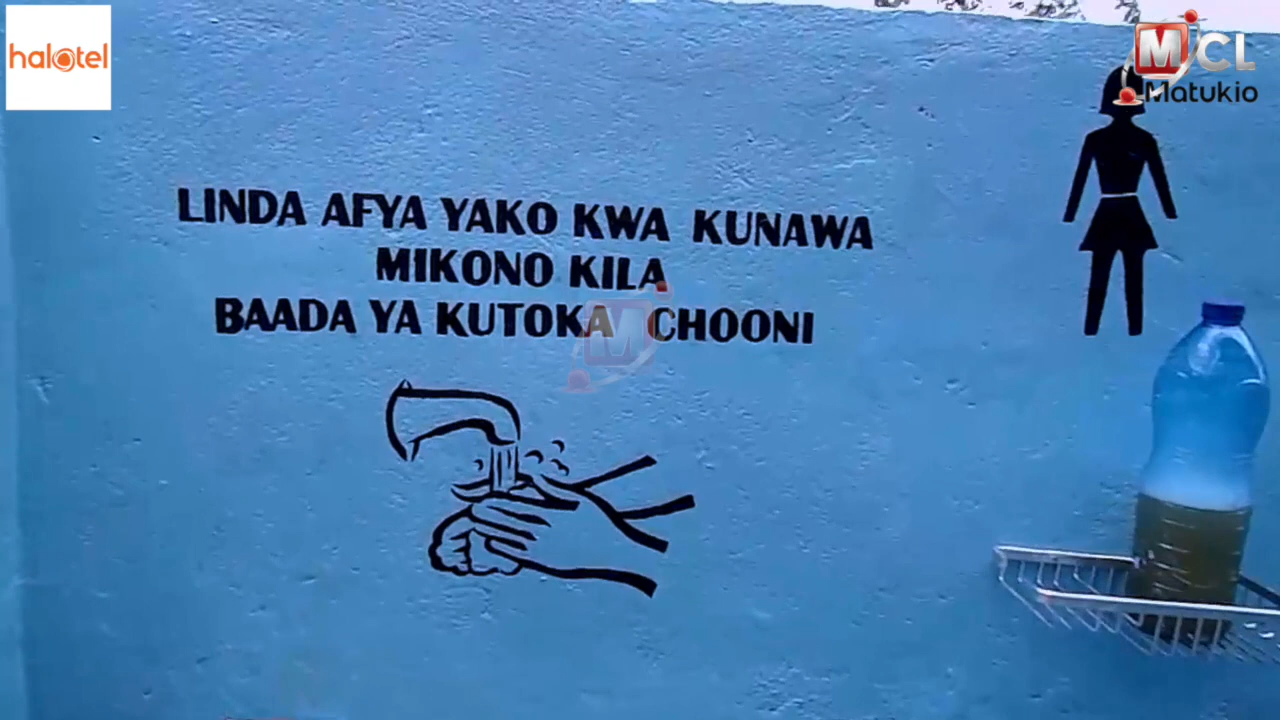 halotel
MCL
Matukio
LINDA AFYA YAKO KWA KUNAWA
MIKONO KILA
BAADA YA KUTOKA CHOONI
M